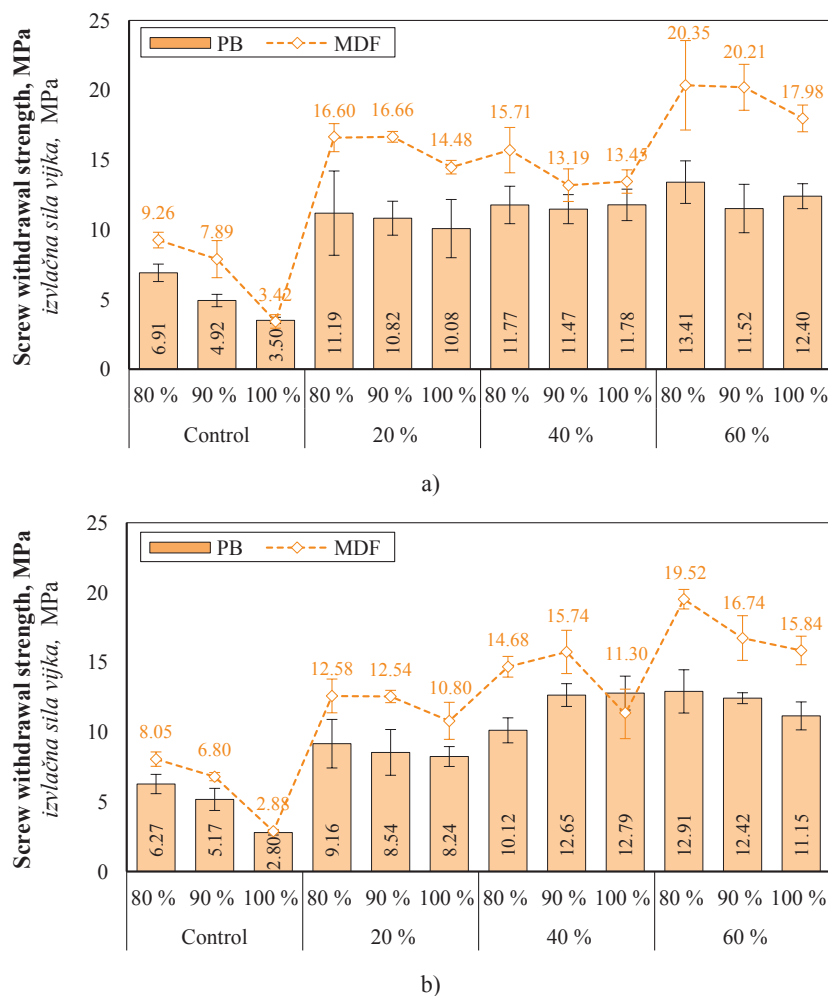 Screw withdrawal strength, MPa
izvlačna sila vijka, MPa
25
20
15
10
5
0
PB MDF
9.26 7.89 3.42 16.60 16.66 14.48 15.71 13.19 13.45 20.35 20.21 17.98
6.91 4.92 3.50 11.19 10.82 10.08 11.77 11.47 11.78 13.41 11.52 12.40
80 % 90 % 100 % 80 % 90 % 100 % 80 % 90 % 100 % 80 % 90 % 100 %
Control 20 % 40 % 60 %
a)
Screw withdrawal strength, MPa
izvlačna sila vijka, MPa
25
20
15
10
5
0
PB MDF
8.05 6.80 2.88 12.58 12.54 10.80 14.68 15.74 11.30 19.52 16.74 15.84
6.27 5.17 2.80 9.16 8.54 8.24 10.12 12.65 12.79 12.91 12.42 11.15
80 % 90 % 100 % 80 % 90 % 100 % 80 % 90 % 100 % 80 % 90 % 100 %
Control 20 % 40 % 60 %
b)